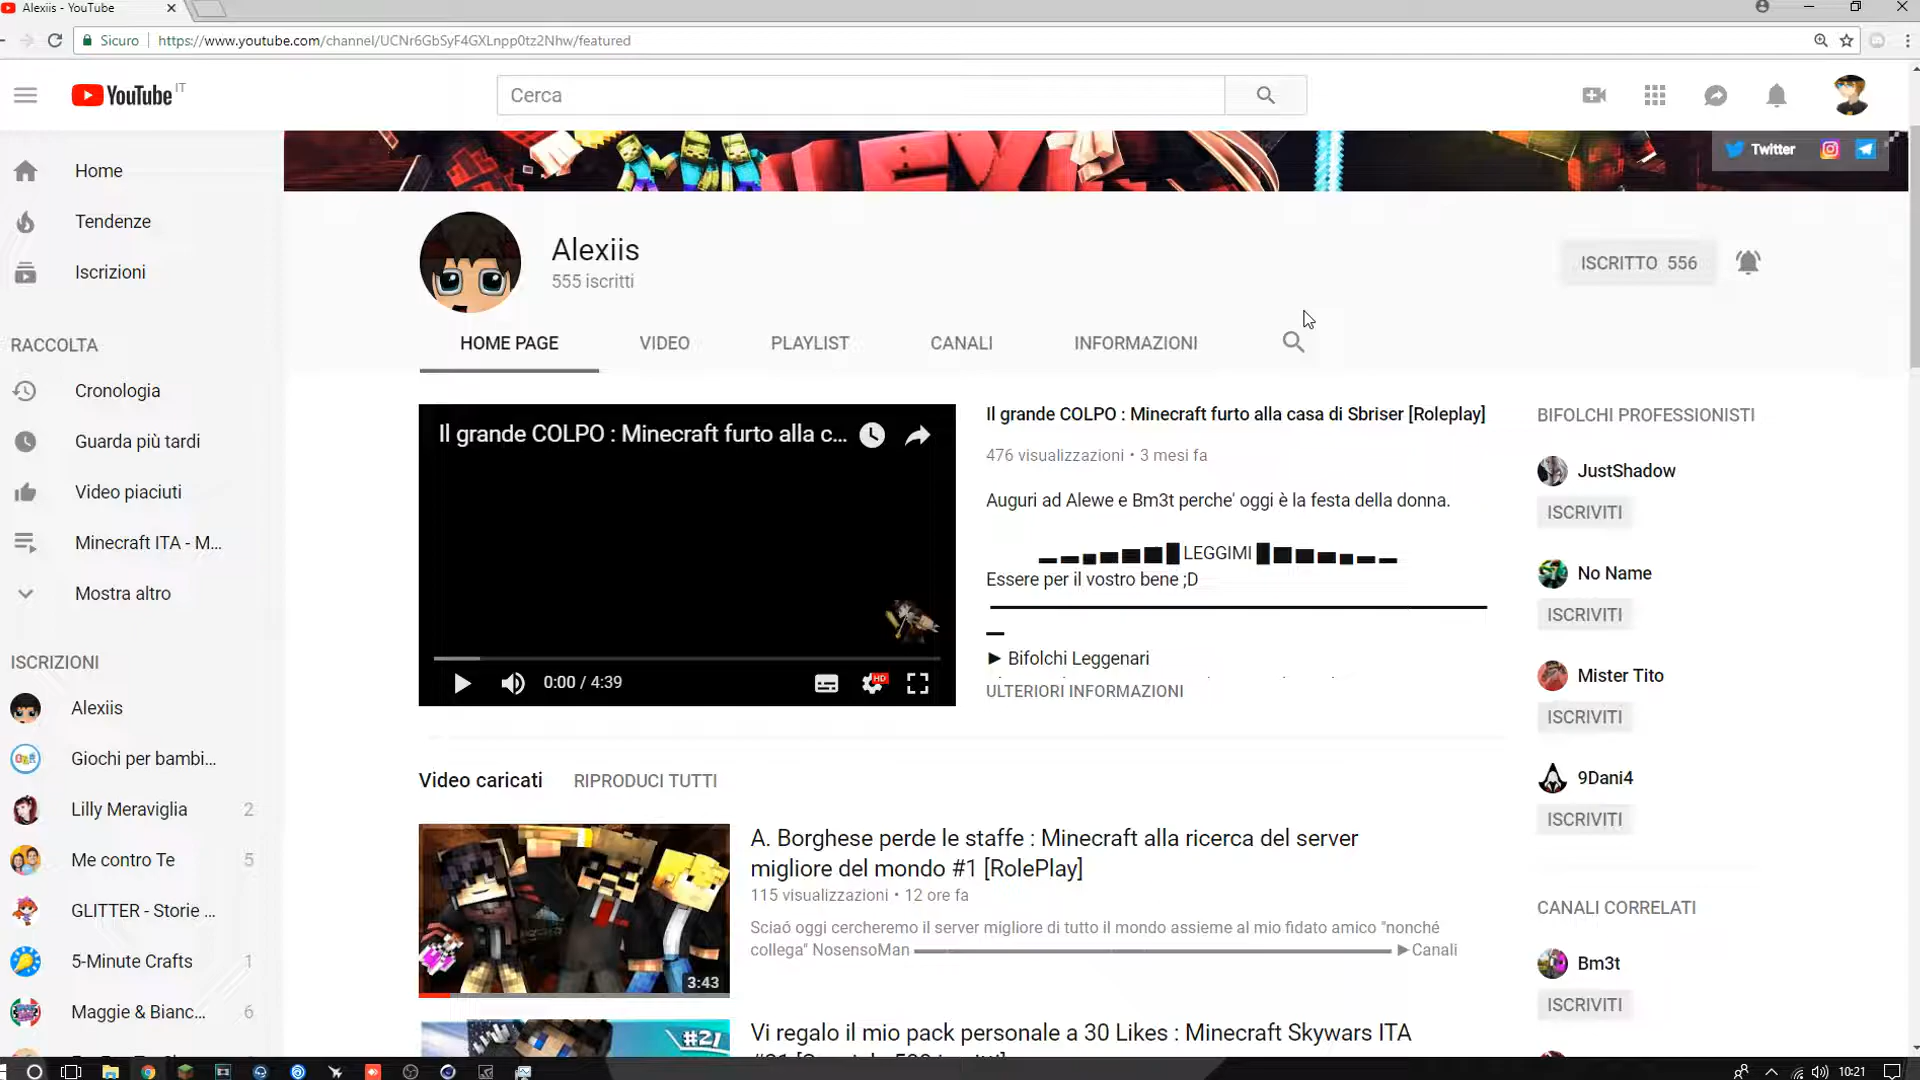 Alexiis - YouTube
Sicuro https://www.youtube.com/channel/UCNr6GbSyF4GXLnpp0tz2Nhw/featured
YouTube IT
Cerca
Home
Tendenze
Iscrizioni
RACCOLTA
Cronologia
Guarda più tardi
Video piaciuti
Minecraft ITA - M...
Mostra altro
ISCRIZIONI
Alexiis
Giochi per bambi...
Lilly Meraviglia 2
Me contro Te 5
GLITTER - Storie ...
5-Minute Crafts 1
Maggie & Bianc... 6
Twitter
Alexiis
555 iscritti
ISCRITTO 556
HOME PAGE VIDEO PLAYLIST CANALI INFORMAZIONI
Il grande COLPO : Minecraft furto alla c...
0:00 / 4:39
HD
Il grande COLPO : Minecraft furto alla casa di Sbriser [Roleplay]
476 visualizzazioni • 3 mesi fa
Auguri ad Alewe e Bm3t perche' oggi è la festa della donna.
LEGGIMI
Essere per il vostro bene ;D
► Bifolchi Leggenari
ULTERIORI INFORMAZIONI
Video caricati RIPRODUCI TUTTI
3:43
A. Borghese perde le staffe : Minecraft alla ricerca del server
migliore del mondo #1 [RolePlay]
115 visualizzazioni • 12 ore fa
Sciaó oggi cercheremo il server migliore di tutto il mondo assieme al mio fidato amico "nonché
collega" NosensoMan ▬▬▬▬▬▬▬▬▬▬ ►Canali
#21
Vi regalo il mio pack personale a 30 Likes : Minecraft Skywars ITA
BIFOLCHI PROFESSIONISTI
JustShadow
ISCRIVITI
No Name
ISCRIVITI
Mister Tito
ISCRIVITI
9Dani4
ISCRIVITI
CANALI CORRELATI
Bm3t
ISCRIVITI
10:21